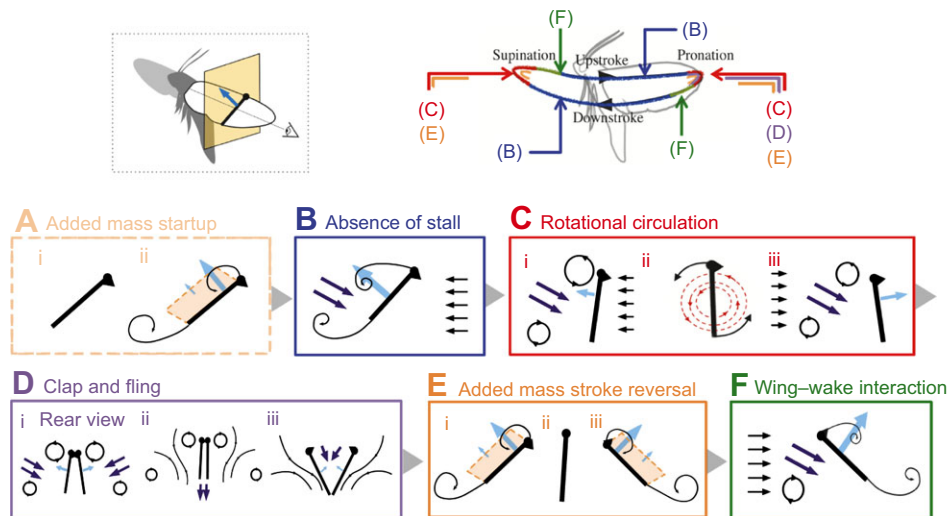 (F)
(B)
Supination
Upstroke
Pronation
(C)
(E)
Downstroke
(B)
(F)
(C)
(D)
(E)
A Added mass startup
i
ii
B Absence of stall
C Rotational circulation
i
ii
iii
D Clap and fling
i Rear view
ii
iii
E Added mass stroke reversal
i
ii
iii
F Wing–wake interaction